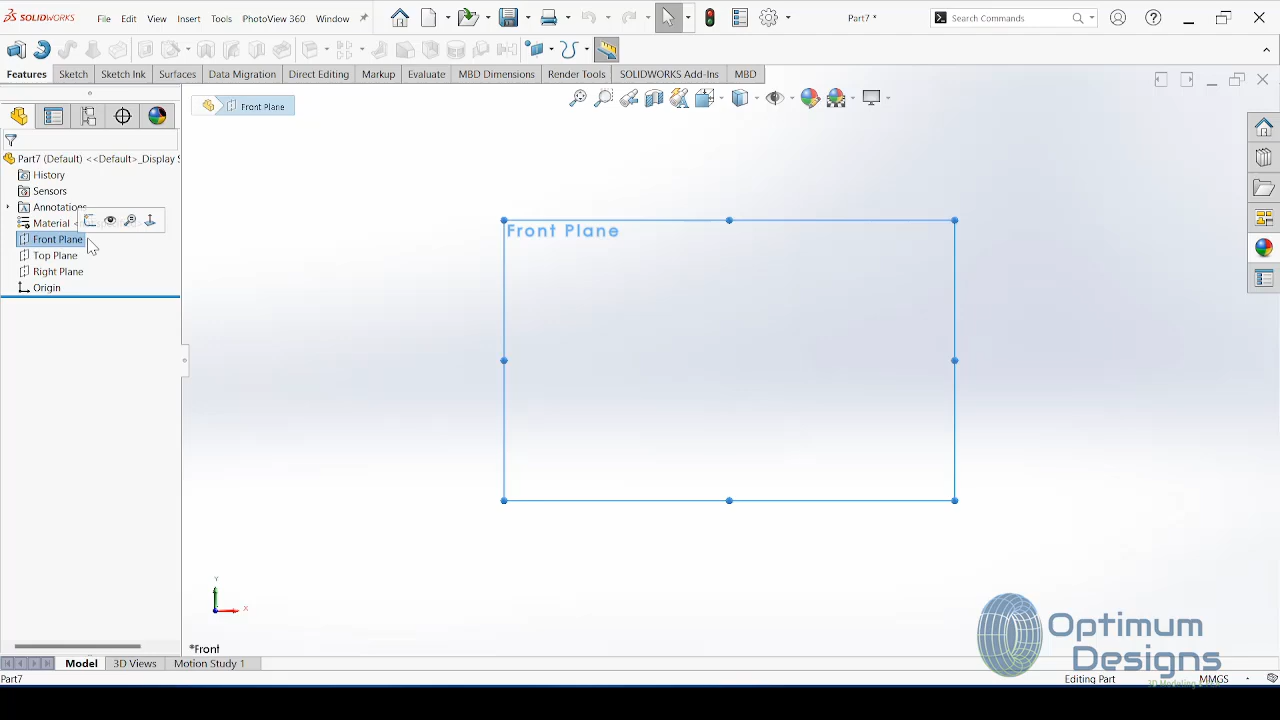 SOLIDWORKS File Edit View Insert Tools PhotoView 360 Window Part7 * Search Commands
Features Sketch Sketch Ink Surfaces Data Migration Direct Editing Markup Evaluate MBD Dimensions Render Tools SOLIDWORKS Add-Ins MBD
Front Plane
Part7 (Default) <<Default>_Display S
History
Sensors
Annotations
Material <
Front Plane
Top Plane
Right Plane
Origin
Front Plane
Y
X
*Front
Optimum
Designs
Model 3D Views Motion Study 1
Part7 Editing Part MMGS